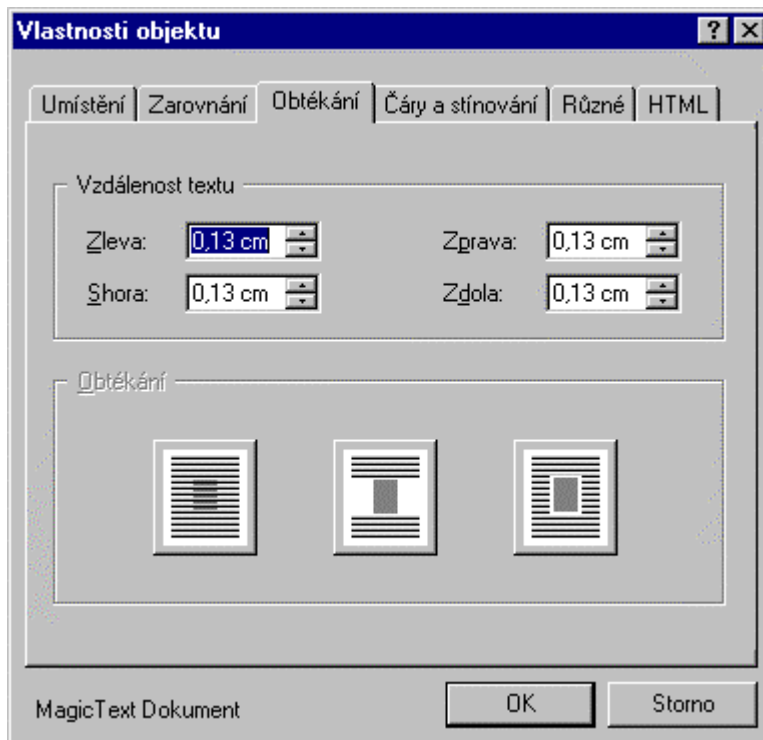 Vlastnosti objektu
Umístění Zarovnání Obtékání Čáry a stínování Různé HTML
Vzdálenost textu
Zleva: 0,13 cm Zprava: 0,13 cm
Shora: 0,13 cm Zdola: 0,13 cm
Obtékání
MagicText Dokument OK Storno